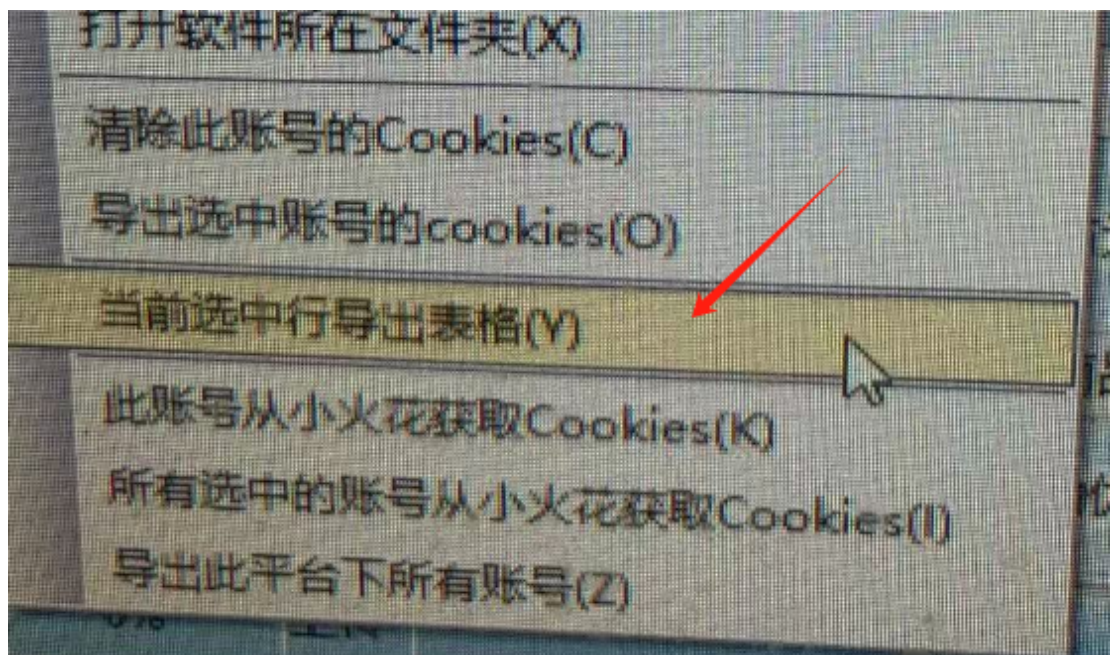 打开软件所在文件夹(X)
清除此账号的Cookies(C)
导出选中账号的cookies(O)
当前选中行导出表格(Y)
此账号从小火花获取Cookies(K)
所有选中的账号从小火花获取Cookies(I)
导出此平台下所有账号(Z)